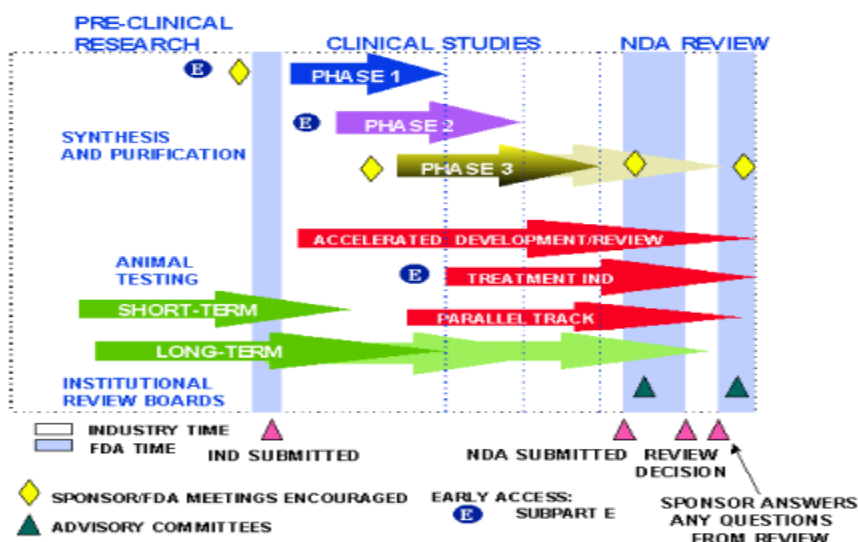 PRE-CLINICAL
RESEARCH
CLINICAL STUDIES
NDA REVIEW
E
PHASE 1
E
PHASE 2
SYNTHESIS
AND PURIFICATION
PHASE 3
ACCELERATED DEVELOPMENT/REVIEW
ANIMAL
TESTING
E
TREATMENT IND
SHORT-TERM
PARALLEL TRACK
LONG-TERM
INSTITUTIONAL
REVIEW BOARDS
INDUSTRY TIME
FDA TIME
IND SUBMITTED
NDA SUBMITTED
REVIEW
DECISION
SPONSOR/FDA MEETINGS ENCOURAGED
ADVISORY COMMITTEES
EARLY ACCESS:
E SUBPART E
SPONSOR ANSWERS
ANY QUESTIONS
FROM REVIEW